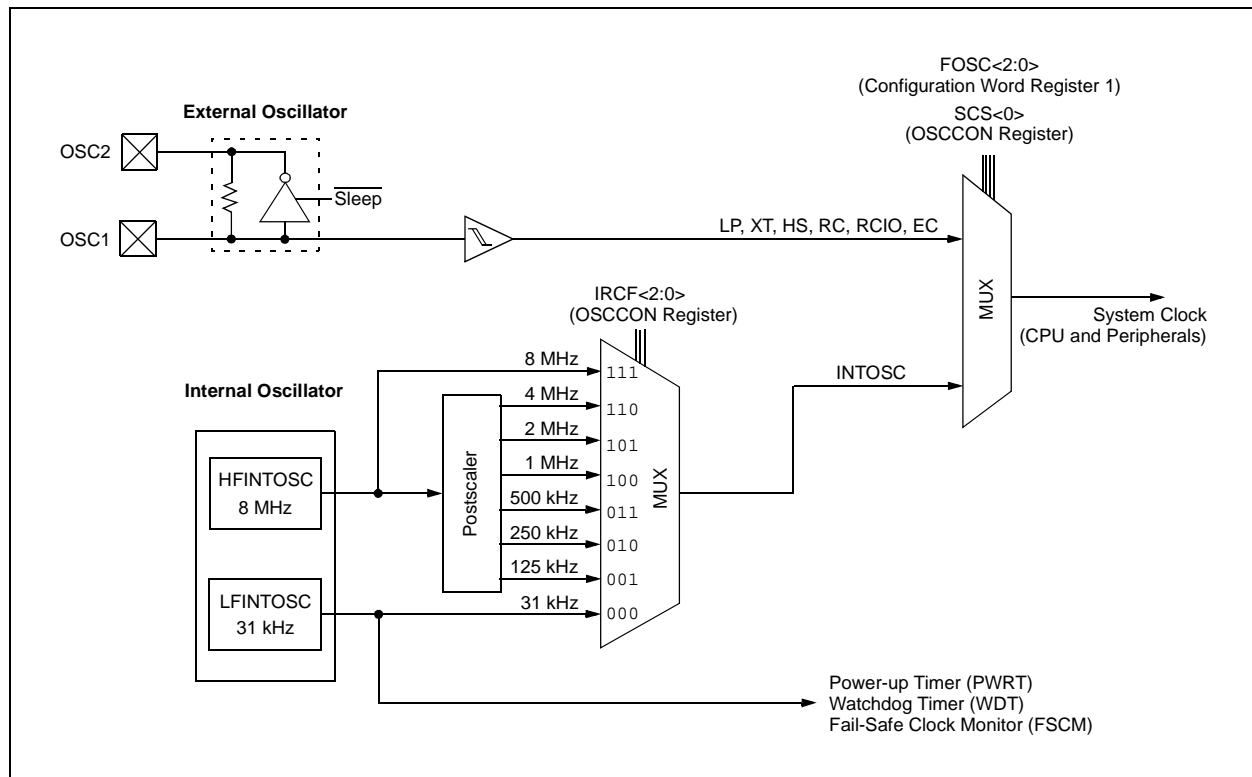 FOSC<2:0>
(Configuration Word Register 1)
SCS<0>
(OSCCON Register)
External Oscillator
OSC2
Sleep
OSC1
LP, XT, HS, RC, RCIO, EC
IRCF<2:0>
(OSCCON Register)
MUX
System Clock
(CPU and Peripherals)
INTOSC
Internal Oscillator
HFINTOSC
8 MHz
LFINTOSC
31 kHz
Postscaler
8 MHz
4 MHz
2 MHz
1 MHz
500 kHz
250 kHz
125 kHz
31 kHz
111
110
101
100
011
010
001
000
MUX
Power-up Timer (PWRT)
Watchdog Timer (WDT)
Fail-Safe Clock Monitor (FSCM)